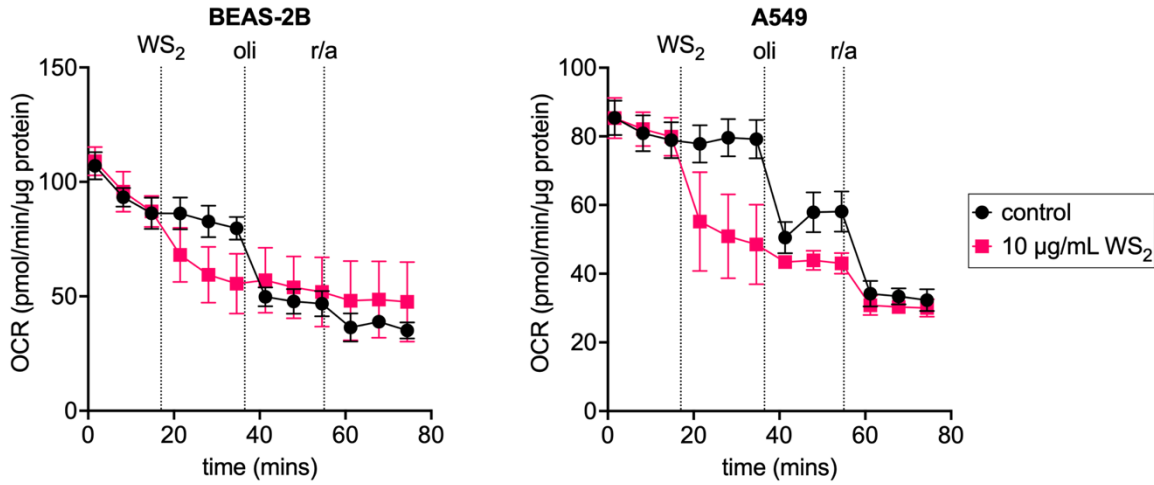 BEAS-2B
WS₂ oli r/a
150
100
50
0
0 20 40 60 80
OCR (pmol/min/µg protein)
time (mins)
A549
WS₂ oli r/a
100
80
60
40
20
0
0 20 40 60 80
OCR (pmol/min/µg protein)
time (mins)
control
10 µg/mL WS₂